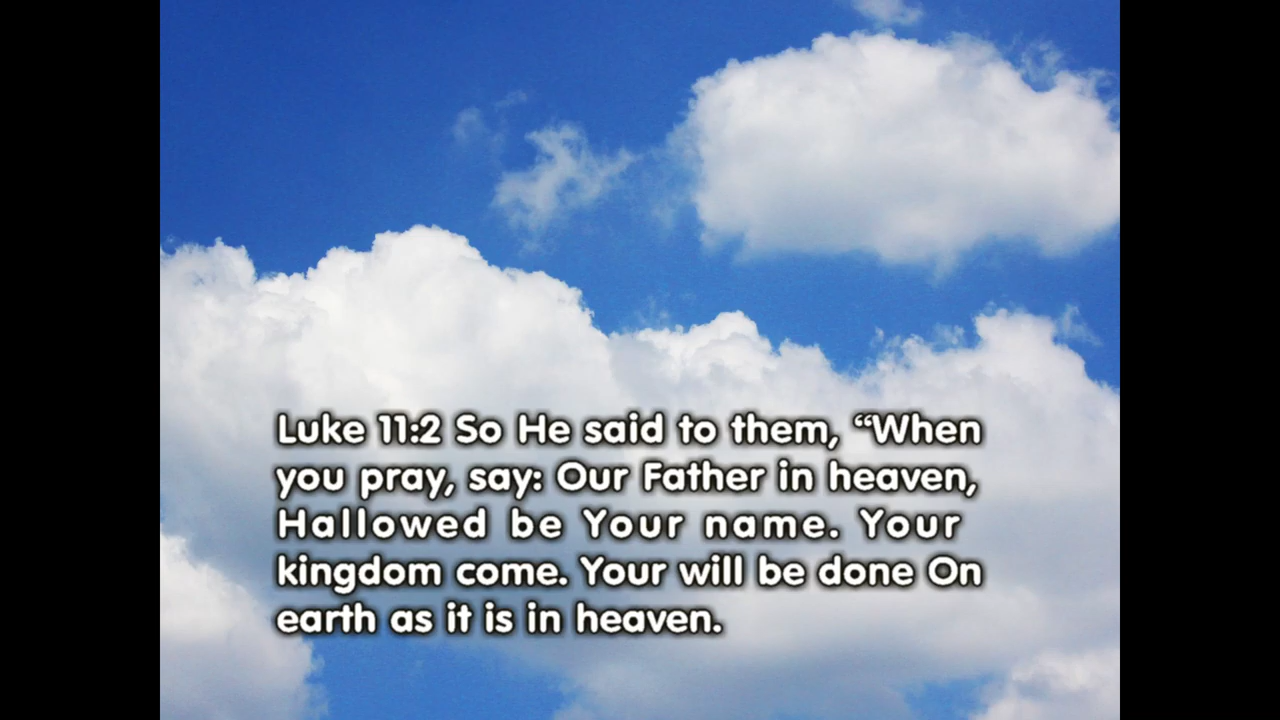 Luke 11:2 So He said to them, “When
you pray, say: Our Father in heaven,
Hallowed be Your name. Your
kingdom come. Your will be done On
earth as it is in heaven.